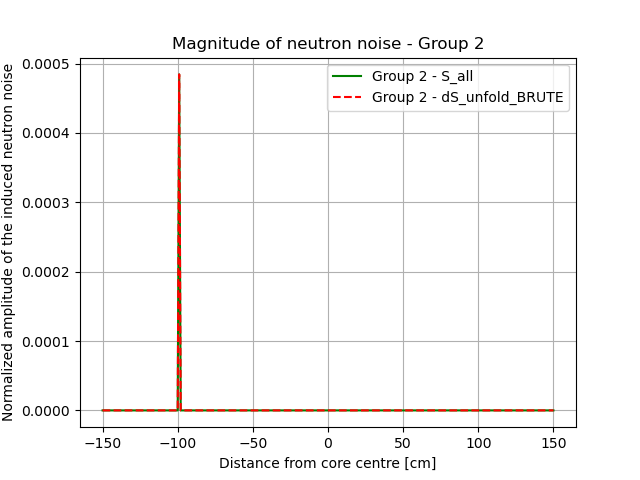 Magnitude of neutron noise - Group 2
Normalized amplitude of the induced neutron noise
0.0005
0.0004
0.0003
0.0002
0.0001
0.0000
Group 2 - S_all
Group 2 - dS_unfold_BRUTE
−150 −100 −50 0 50 100 150
Distance from core centre [cm]